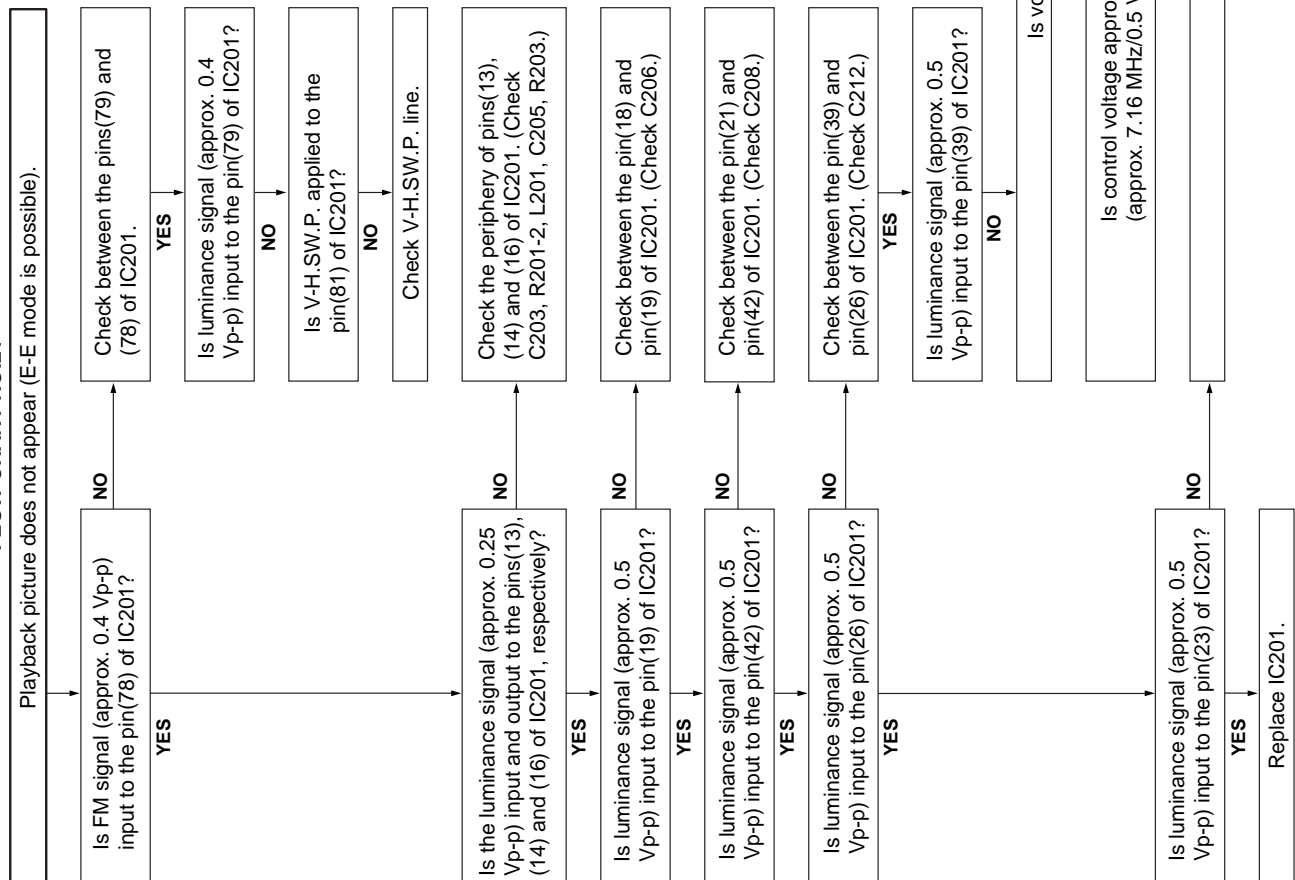 Playback picture does not appear (E-E mode is possible).
Is FM signal (approx. 0.4 Vp-p)
input to the pin(78) of IC201?
NO
Check between the pins(79) and
(78) of IC201.
YES
YES
Is luminance signal (approx. 0.4
Vp-p) input to the pin(79) of IC201?
NO
Is V-H.SW.P. applied to the
pin(81) of IC201?
NO
Check V-H.SW.P. line.
Is the luminance signal (approx. 0.25
Vp-p) input and output to the pins(13),
(14) and (16) of IC201, respectively?
NO
Check the periphery of pins(13),
(14) and (16) of IC201. (Check
C203, R201-2, L201, C205, R203.)
YES
Is luminance signal (approx. 0.5
Vp-p) input to the pin(19) of IC201?
NO
Check between the pin(18) and
pin(19) of IC201. (Check C206.)
YES
Is luminance signal (approx. 0.5
Vp-p) input to the pin(42) of IC201?
NO
Check between the pin(21) and
pin(42) of IC201. (Check C208.)
YES
Is luminance signal (approx. 0.5
Vp-p) input to the pin(26) of IC201?
NO
Check between the pin(39) and
pin(26) of IC201. (Check C212.)
YES
YES
Is luminance signal (approx. 0.5
Vp-p) input to the pin(39) of IC201?
NO
Is
Is control voltage
(approx. 7.16 MHz/0.5
Is luminance signal (approx. 0.5
Vp-p) input to the pin(23) of IC201?
NO
YES
Replace IC201.